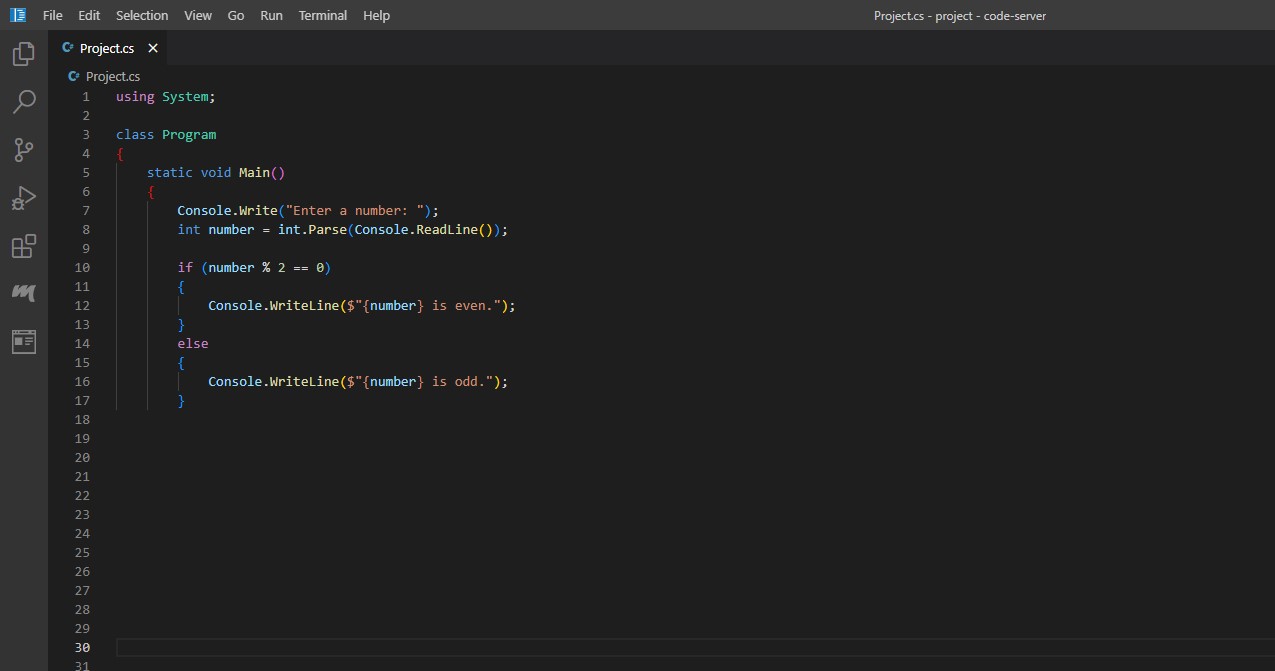 File Edit Selection View Go Run Terminal Help Project.cs - project - code-server
C# Project.cs ×
C# Project.cs
1 using System;
2
3 class Program
4 {
5     static void Main()
6     {
7         Console.Write("Enter a number: ");
8         int number = int.Parse(Console.ReadLine());
9
10         if (number % 2 == 0)
11         {
12             Console.WriteLine($"{number} is even.");
13         }
14         else
15         {
16             Console.WriteLine($"{number} is odd.");
17         }
18
19
20
21
22
23
24
25
26
27
28
29
30
31